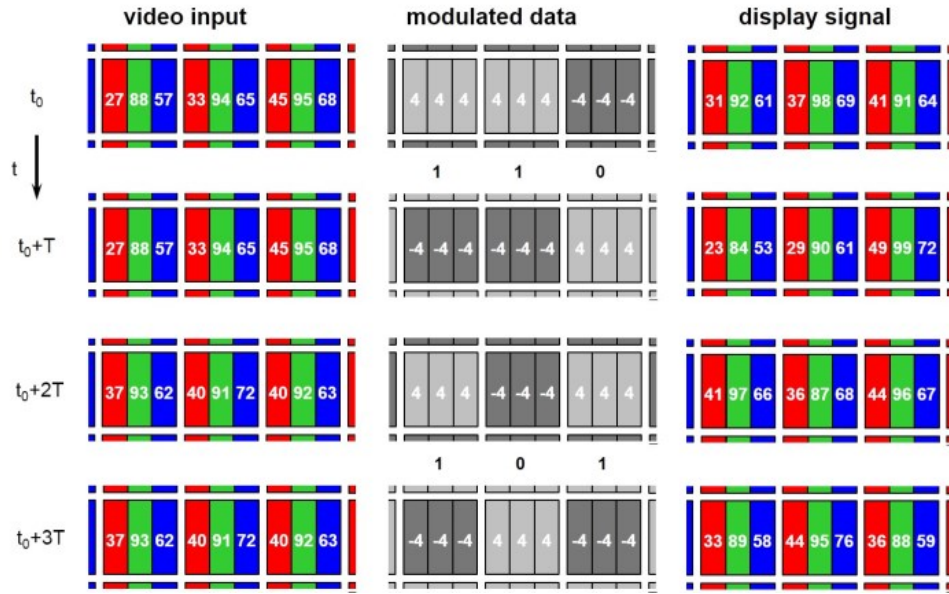 video input modulated data display signal
t0 27 88 57 33 94 65 45 95 68 4 4 4 4 4 4 -4 -4 -4 31 92 61 37 98 69 41 91 64
t
1 1 0
t0+T 27 88 57 33 94 65 45 95 68 -4 -4 -4 -4 -4 -4 4 4 4 23 84 53 29 90 61 49 99 72
t0+2T 37 93 62 40 91 72 40 92 63 4 4 4 -4 -4 -4 4 4 4 41 97 66 36 87 68 44 96 67
1 0 1
t0+3T 37 93 62 40 91 72 40 92 63 -4 -4 -4 4 4 4 -4 -4 -4 33 89 58 44 95 76 36 88 59